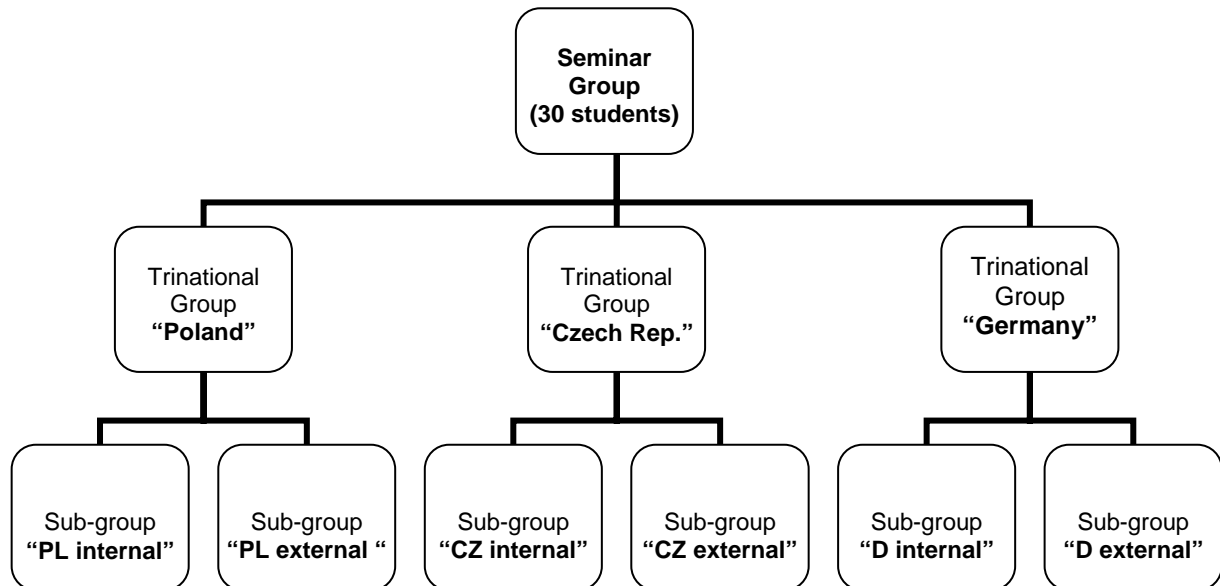 Seminar
Group
(30 students)
Trinational
Group
“Poland”
Trinational
Group
“Czech Rep.”
Trinational
Group
“Germany”
Sub-group
“PL internal”
Sub-group
“PL external “
Sub-group
“CZ internal”
Sub-group
“CZ external”
Sub-group
“D internal”
Sub-group
“D external”